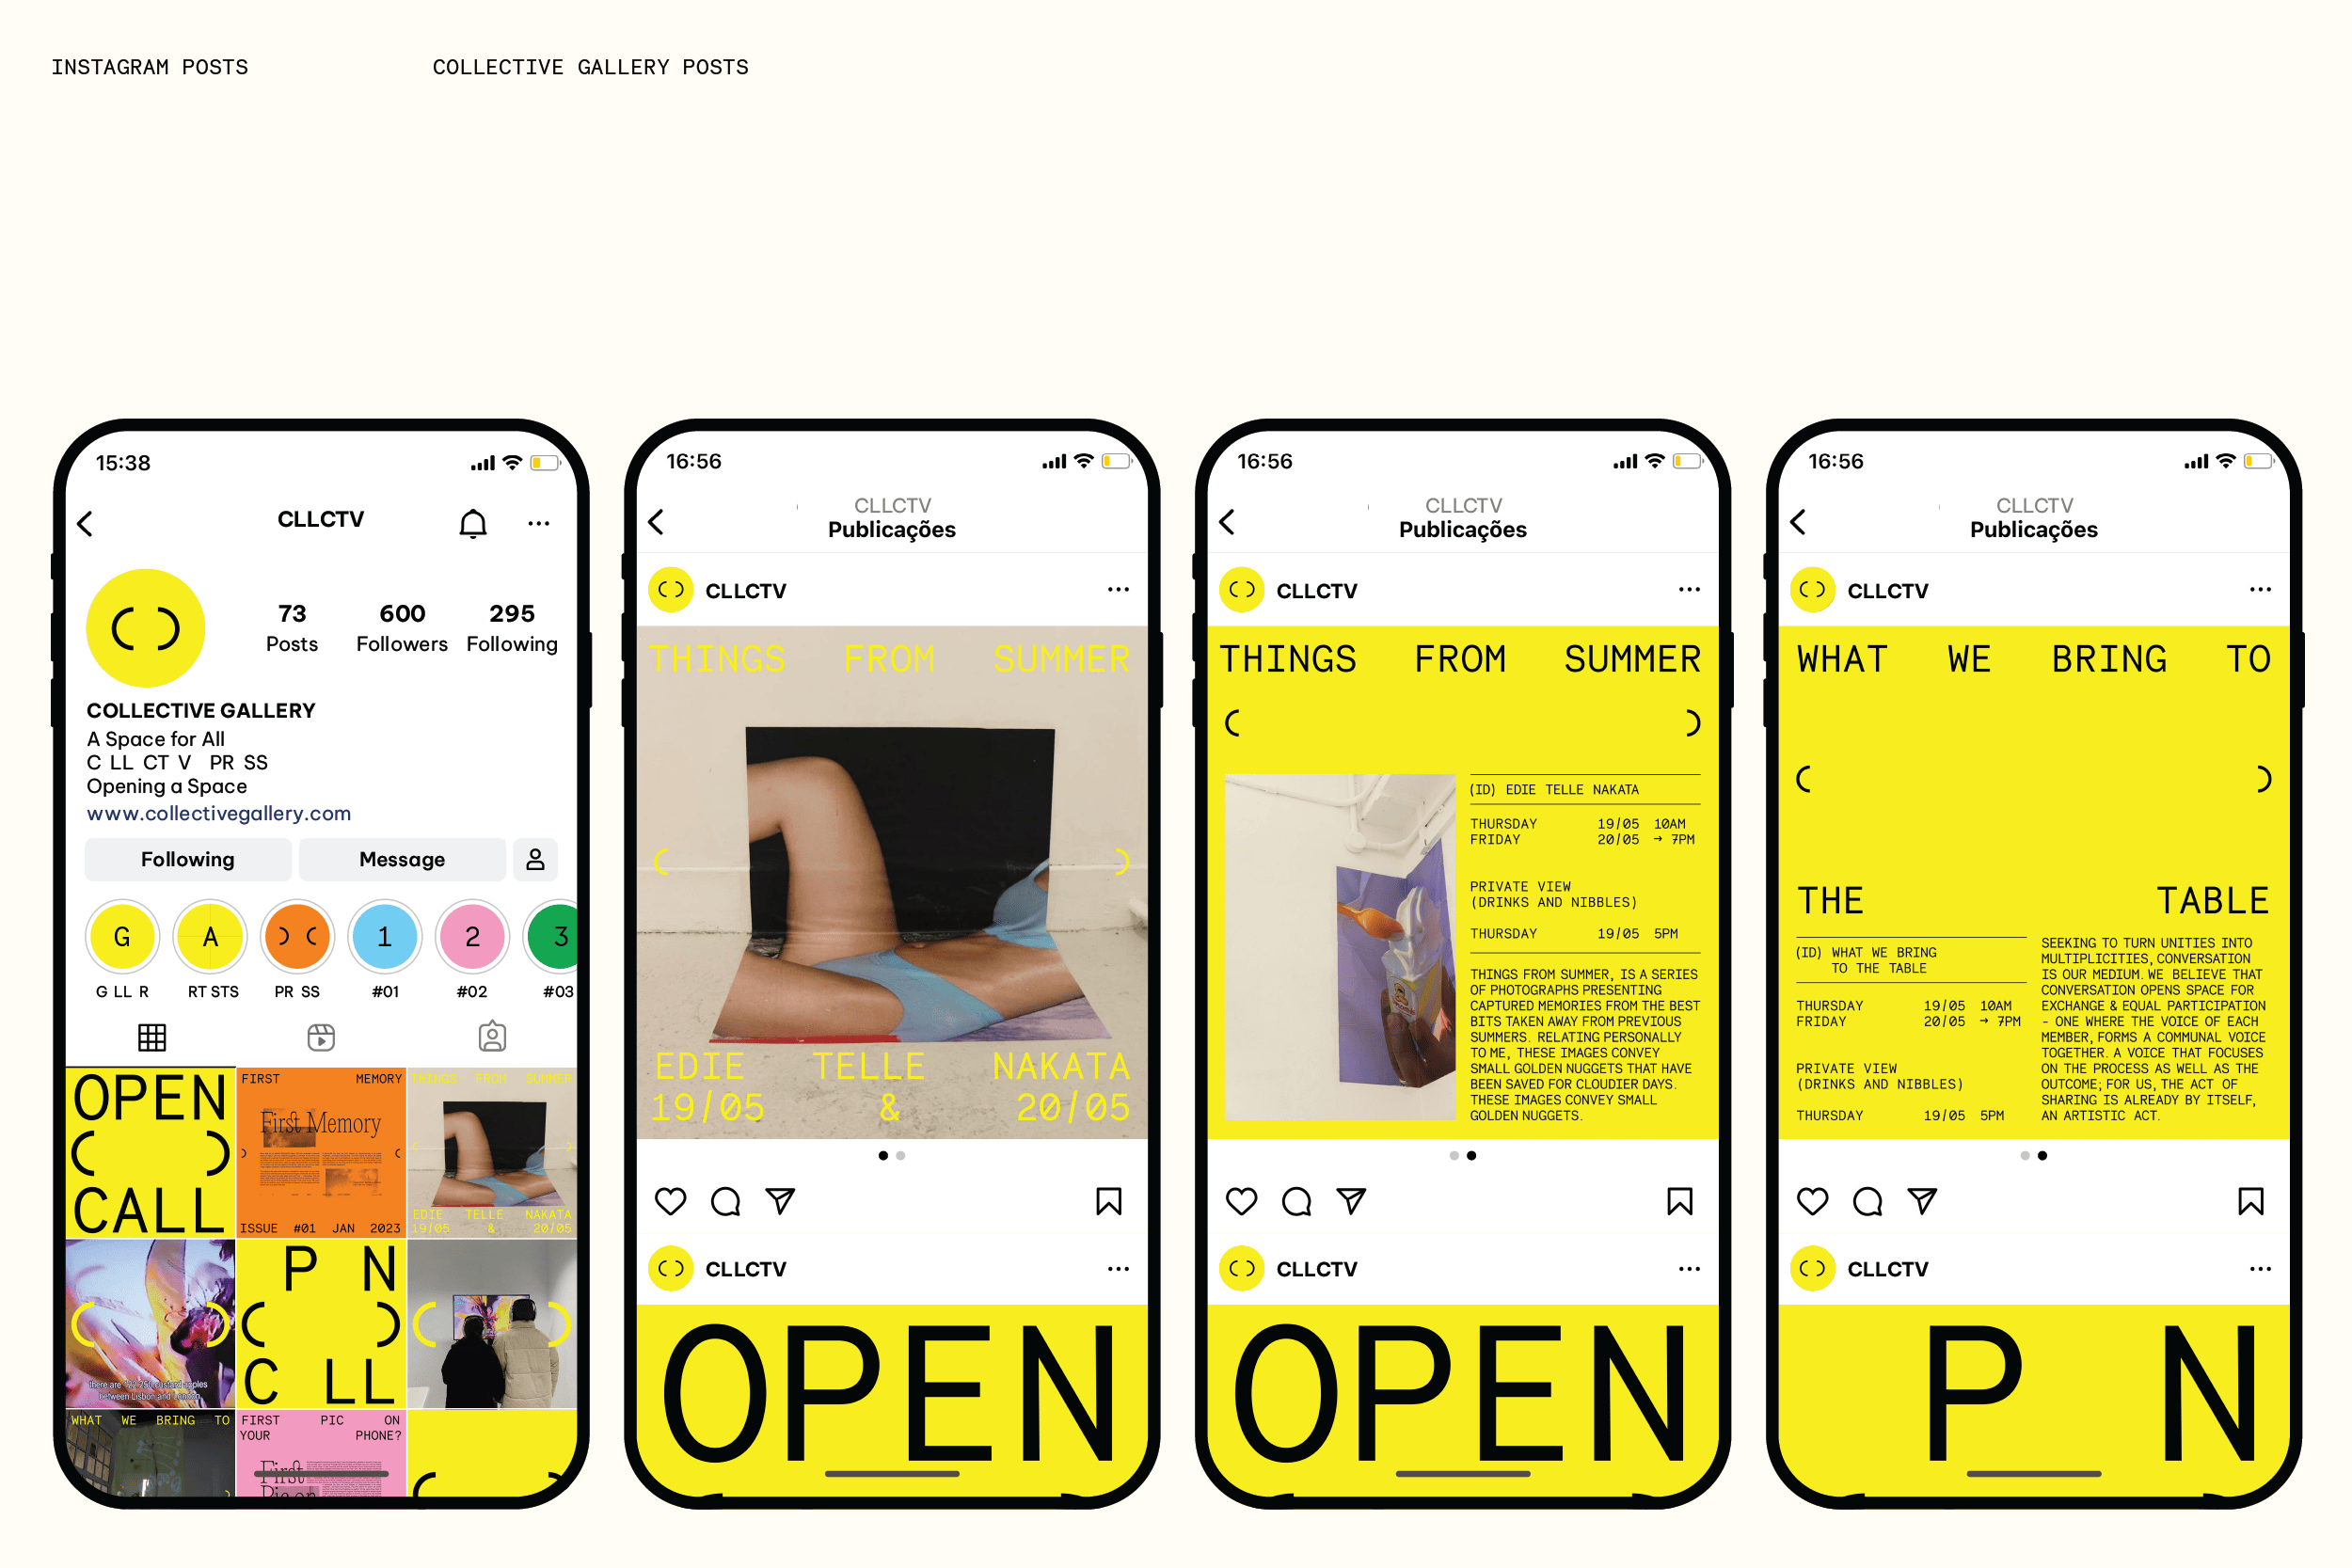 INSTAGRAM POSTS
COLLECTIVE GALLERY POSTS
15:38
CLLCTV
73
600
295
Posts
Followers
Following
COLLECTIVE GALLERY
A Space for All
C LL CT V PR SS
Opening a Space
www.collectivegallery.com
Following
Message
G
A
1
2
3
G LL R
RT STS
PR SS
#01
#02
#03
OPEN
CALL
FIRST MEMORY
First Memory
ISSUE #01 JAN 2023
THINGS FROM SUMMER
EDIE TELLE NAKATA
19/05 & 20/05
between Lisbon and London
P N
C LL
WHAT WE BRING TO
FIRST PIC ON
YOUR PHONE?
First
Pic on
16:56
CLLCTV
Publicações
CLLCTV
THINGS FROM SUMMER
EDIE TELLE NAKATA
19/05 & 20/05
CLLCTV
OPEN
16:56
CLLCTV
Publicações
CLLCTV
THINGS FROM SUMMER
(ID) EDIE TELLE NAKATA
THURSDAY 19/05 10AM
FRIDAY 20/05 → 7PM
PRIVATE VIEW
(DRINKS AND NIBBLES)
THURSDAY 19/05 5PM
THINGS FROM SUMMER, IS A SERIES
OF PHOTOGRAPHS PRESENTING
CAPTURED MEMORIES FROM THE BEST
BITS TAKEN AWAY FROM PREVIOUS
SUMMERS. RELATING PERSONALLY
TO ME, THESE IMAGES CONVEY
SMALL GOLDEN NUGGETS THAT HAVE
BEEN SAVED FOR CLOUDIER DAYS.
THESE IMAGES CONVEY SMALL
GOLDEN NUGGETS.
CLLCTV
OPEN
16:56
CLLCTV
Publicações
CLLCTV
WHAT WE BRING TO
THE TABLE
(ID) WHAT WE BRING
TO THE TABLE
THURSDAY 19/05 10AM
FRIDAY 20/05 → 7PM
PRIVATE VIEW
(DRINKS AND NIBBLES)
THURSDAY 19/05 5PM
SEEKING TO TURN UNITIES INTO
MULTIPLICITIES, CONVERSATION
IS OUR MEDIUM. WE BELIEVE THAT
CONVERSATION OPENS SPACE FOR
EXCHANGE & EQUAL PARTICIPATION
- ONE WHERE THE VOICE OF EACH
MEMBER, FORMS A COMMUNAL VOICE
TOGETHER. A VOICE THAT FOCUSES
ON THE PROCESS AS WELL AS THE
OUTCOME; FOR US, THE ACT OF
SHARING IS ALREADY BY ITSELF,
AN ARTISTIC ACT.
CLLCTV
P N